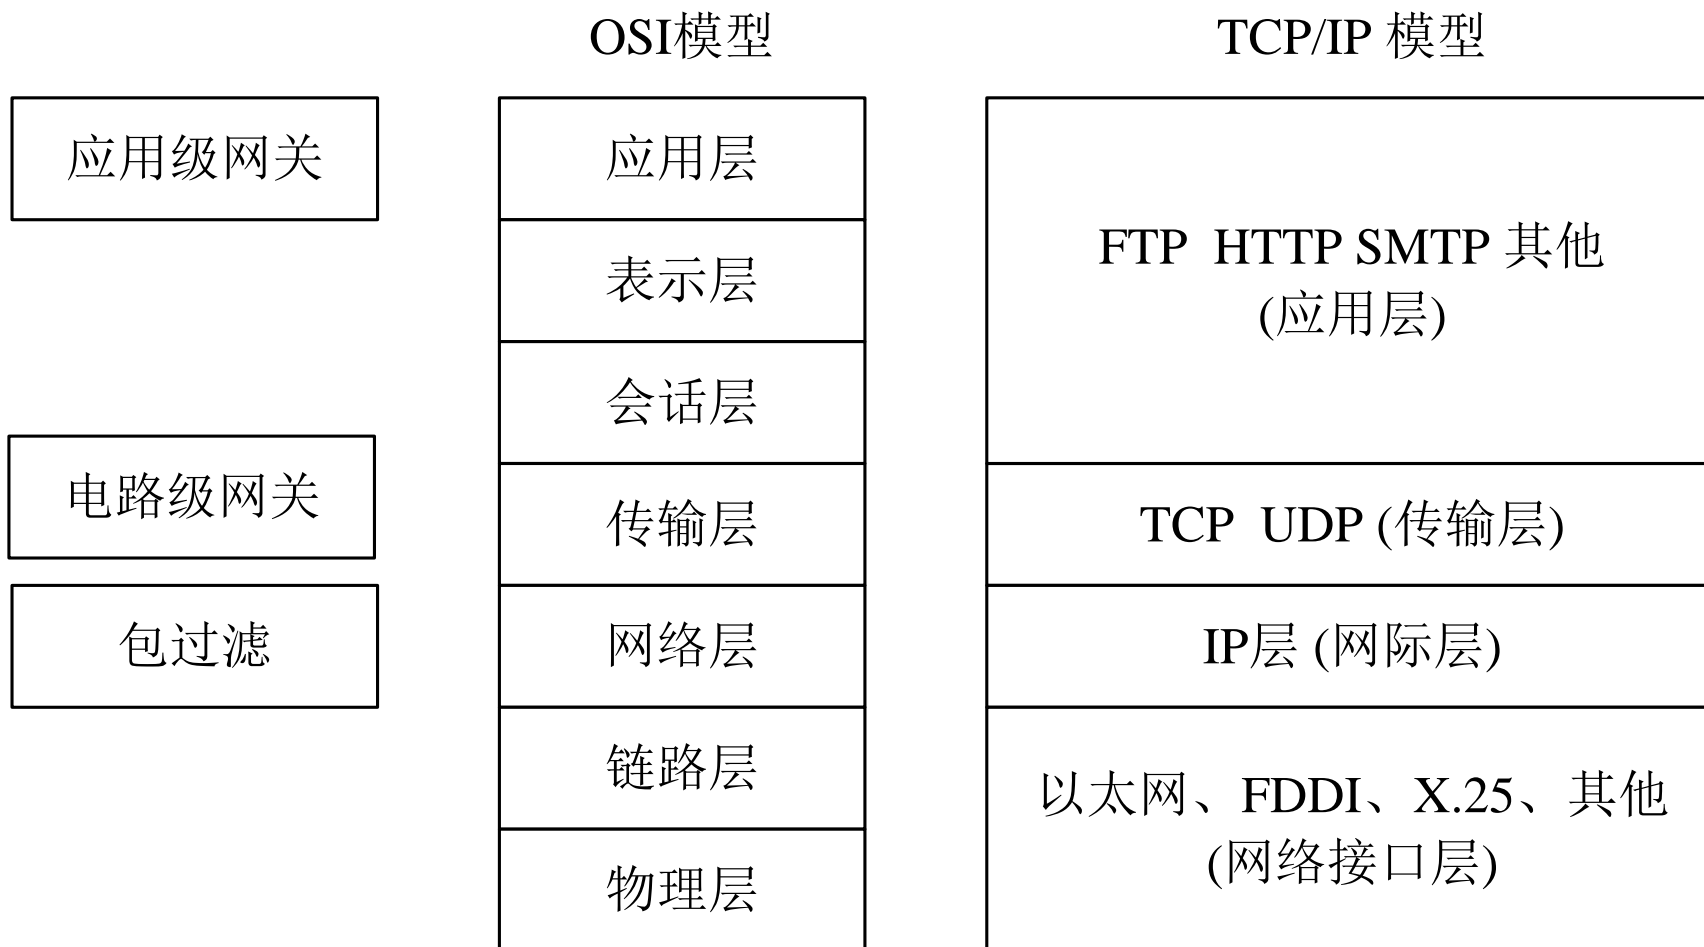 OSI模型
TCP/IP 模型
应用级网关
应用层
表示层
FTP  HTTP SMTP 其他
(应用层)
会话层
电路级网关
传输层
TCP  UDP (传输层)
包过滤
网络层
IP层 (网际层)
链路层
以太网、FDDI、X.25、其他
(网络接口层)
物理层